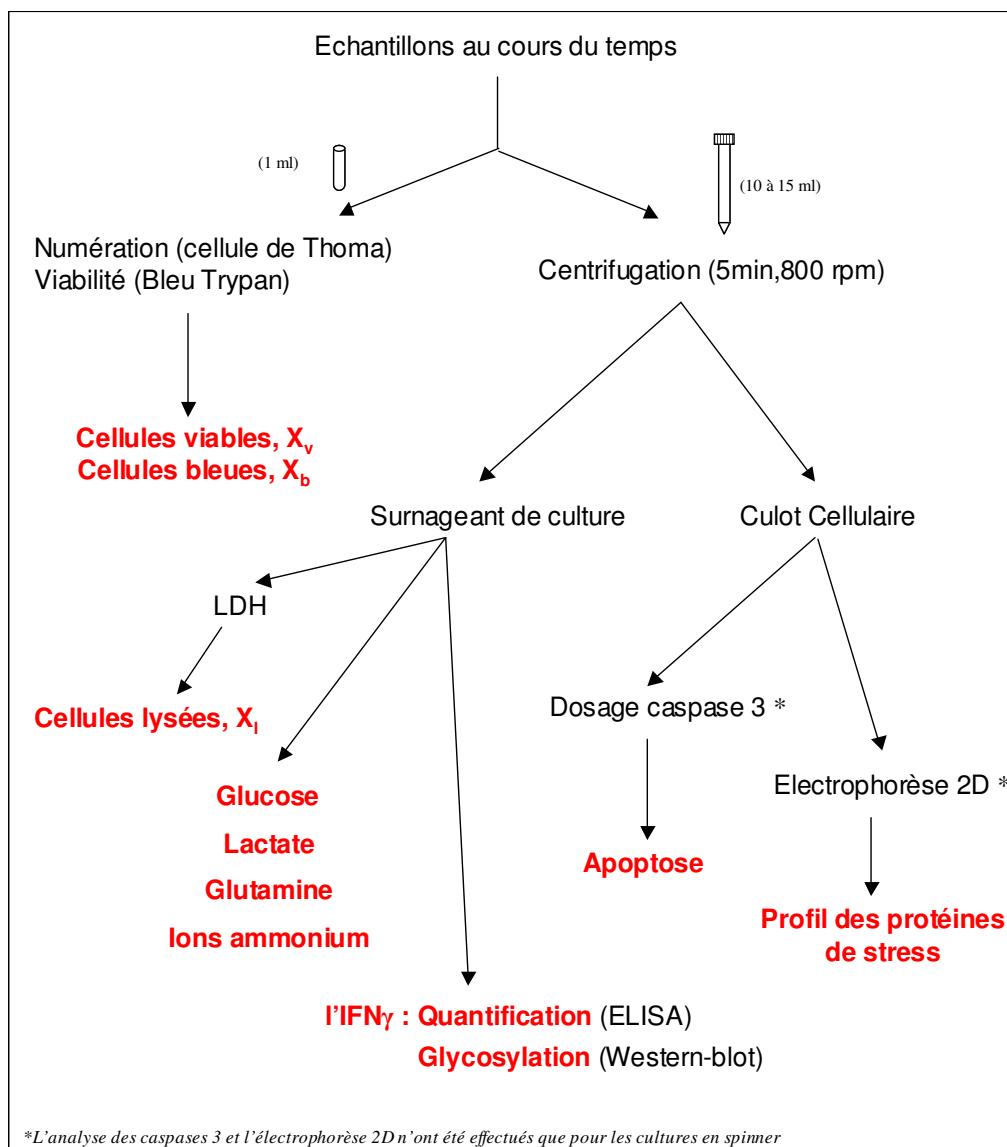 Echantillons au cours du temps
(1 ml)
(10 à 15 ml)
Numération (cellule de Thoma)
Viabilité (Bleu Trypan)
Centrifugation (5min,800 rpm)
Cellules viables, Xv
Cellules bleues, Xb
Surnageant de culture
Culot Cellulaire
LDH
Cellules lysées, Xl
Dosage caspase 3 *
Electrophorèse 2D *
Glucose
Lactate
Glutamine
Ions ammonium
Apoptose
Profil des protéines
de stress
l'IFNγ : Quantification (ELISA)
Glycosylation (Western-blot)
*L'analyse des caspases 3 et l'électrophorèse 2D n'ont été effectués que pour les cultures en spinner